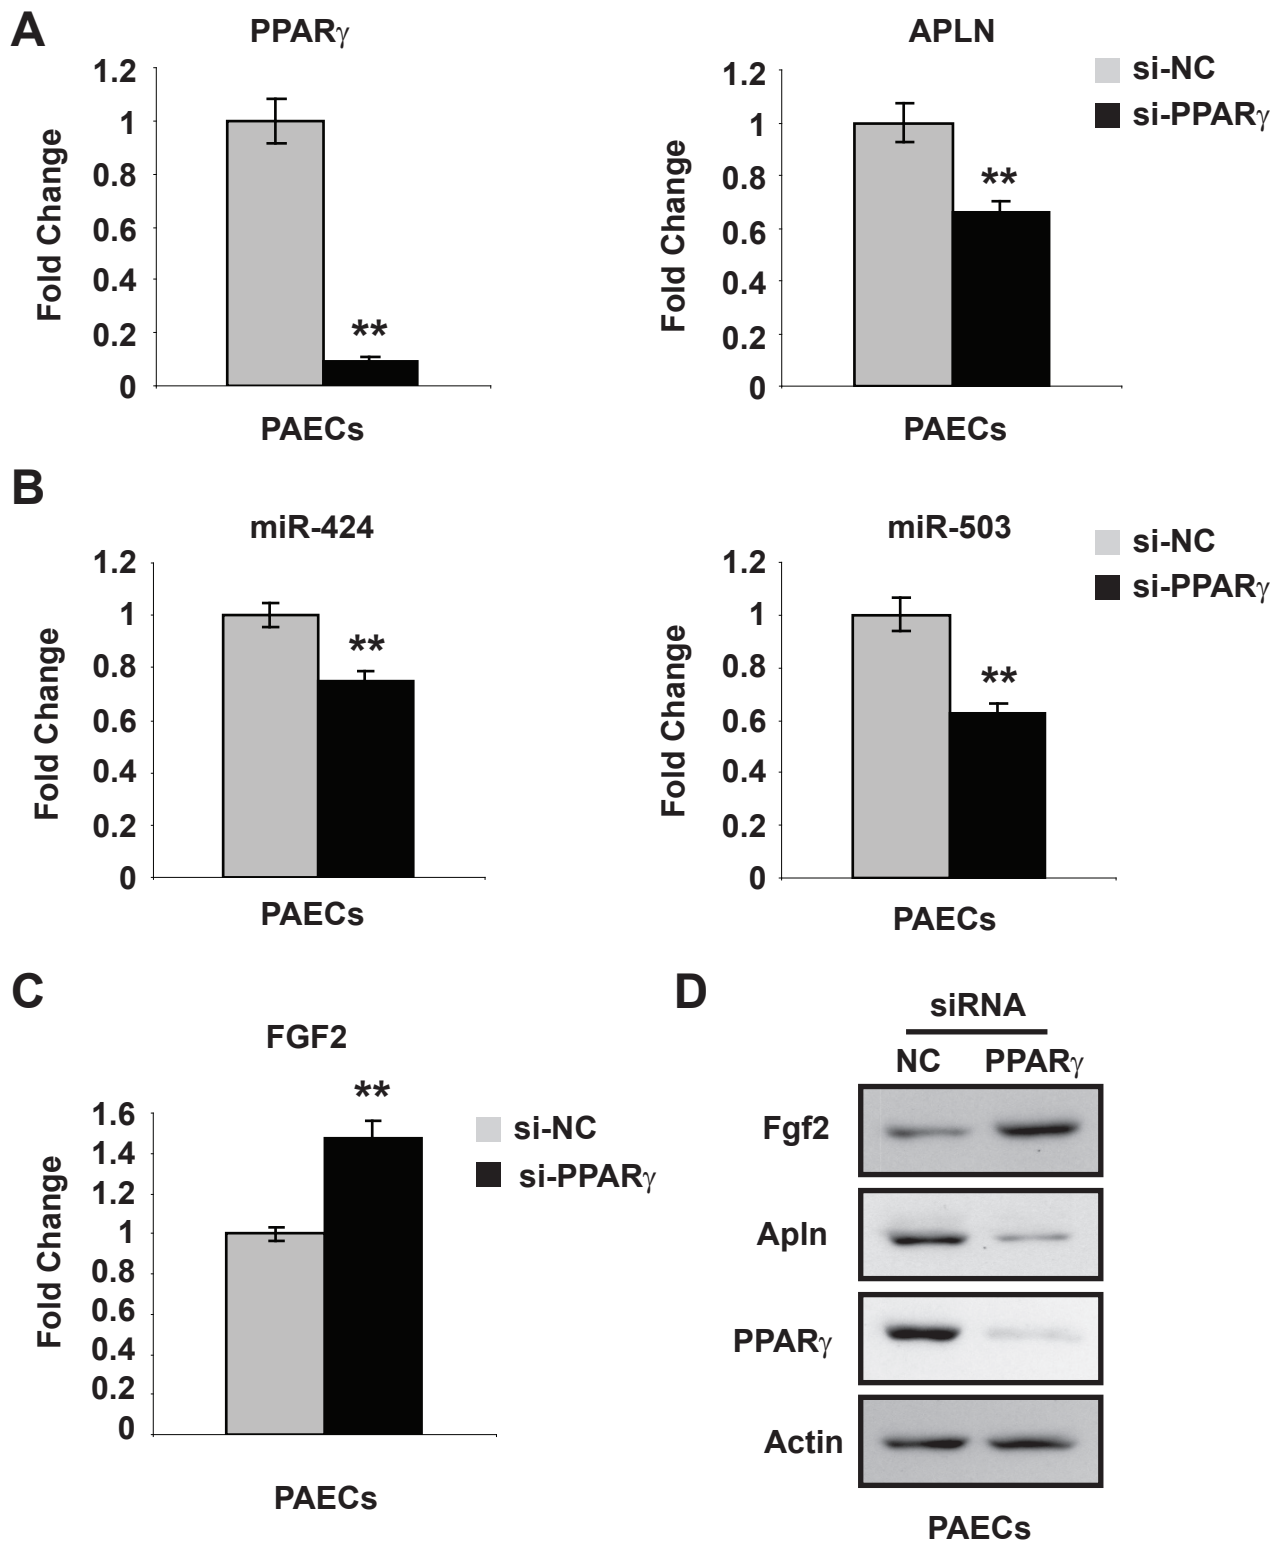 A
PPARγ
1.2
1
0.8
0.6
0.4
0.2
0
Fold Change
**
PAECs
APLN
1.2
1
0.8
0.6
0.4
0.2
0
Fold Change
**
PAECs
si-NC
si-PPARγ
B
miR-424
1.2
1
0.8
0.6
0.4
0.2
0
Fold Change
**
PAECs
miR-503
1.2
1
0.8
0.6
0.4
0.2
0
Fold Change
**
PAECs
si-NC
si-PPARγ
C
FGF2
**
1.6
1.4
1.2
1
0.8
0.6
0.4
0.2
0
Fold Change
PAECs
si-NC
si-PPARγ
D
siRNA
NC PPARγ
Fgf2
Apln
PPARγ
Actin
PAECs